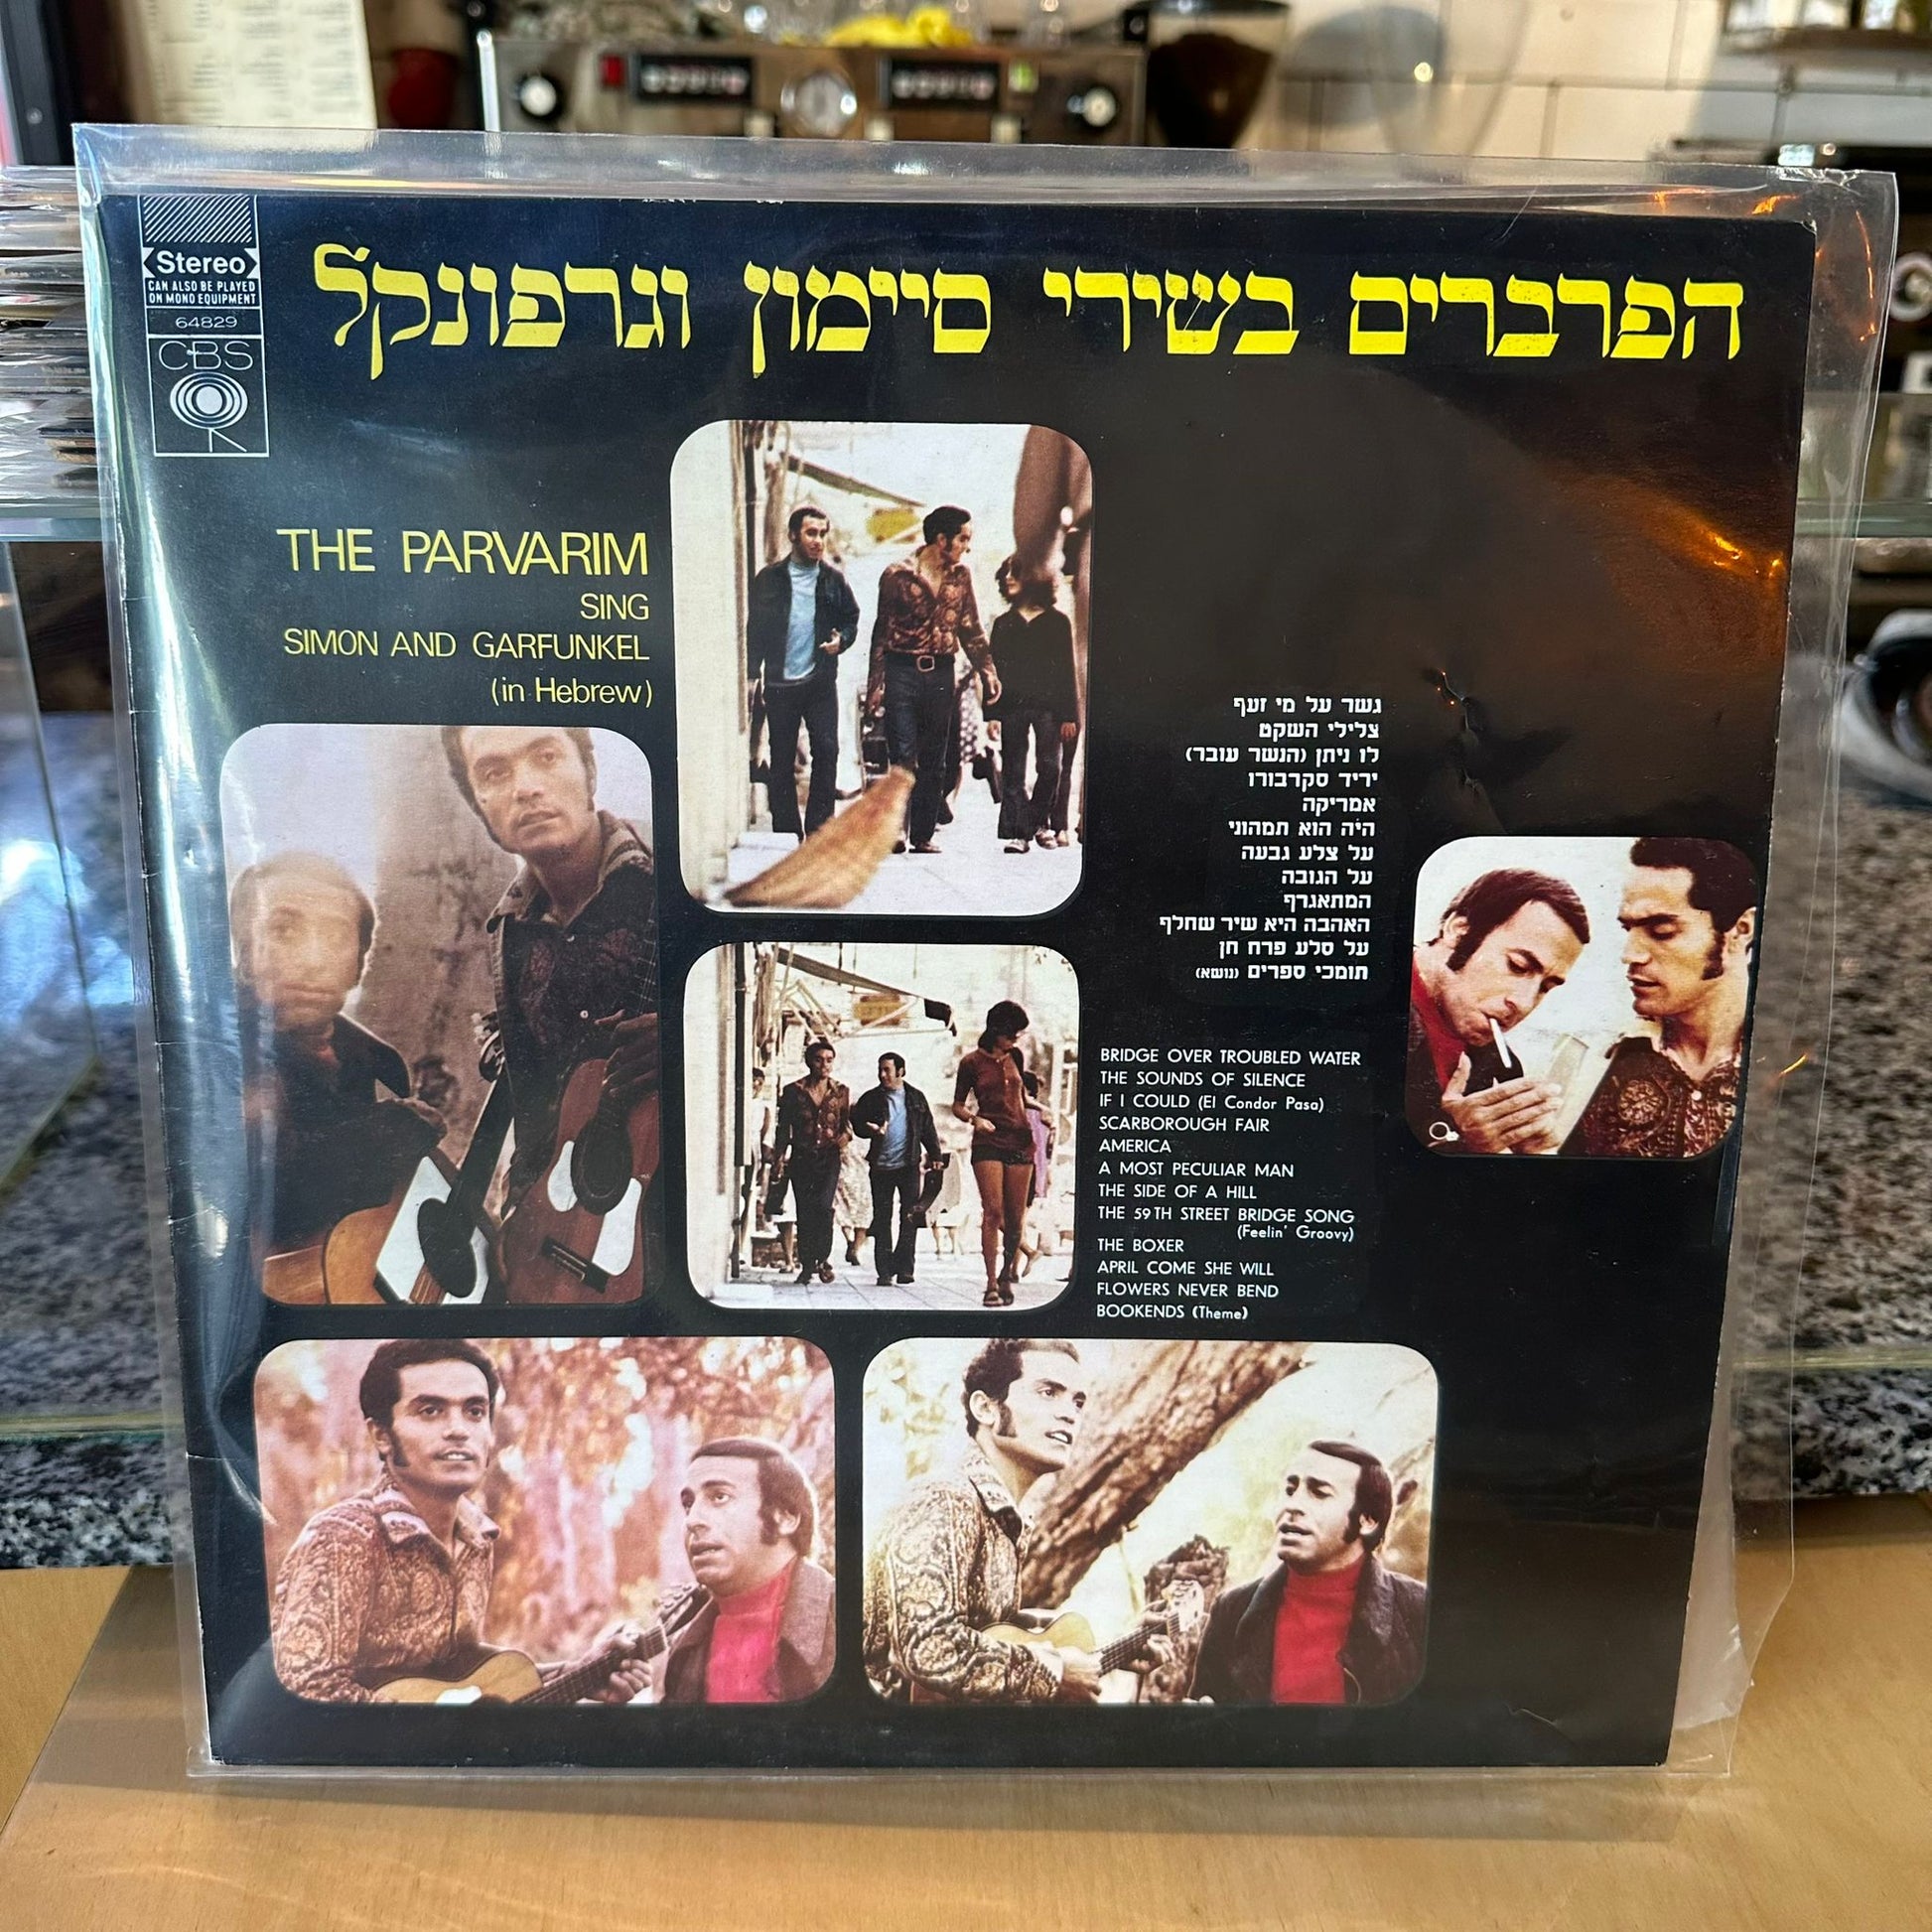 Stereo
CAN ALSO BE PLAYED
ON MONO EQUIPMENT
64829
CBS
הפרברים בשירי סיימון וגרפונקל
THE PARVARIM
SING
SIMON AND GARFUNKEL
(in Hebrew)
גשר על מי זעף
צלילי השקט
לו ניתן (הנשר עובר)
יריד סקרבורו
אמריקה
היה הוא תמהוני
על צלע גבעה
על הגובה
המתאגרף
האהבה היא שיר שחלף
על סלע פרח חן
תומכי ספרים (נושא)
BRIDGE OVER TROUBLED WATER
THE SOUNDS OF SILENCE
IF I COULD (El Condor Pasa)
SCARBOROUGH FAIR
AMERICA
A MOST PECULIAR MAN
THE SIDE OF A HILL
THE 59TH STREET BRIDGE SONG
(Feelin' Groovy)
THE BOXER
APRIL COME SHE WILL
FLOWERS NEVER BEND
BOOKENDS (Theme)